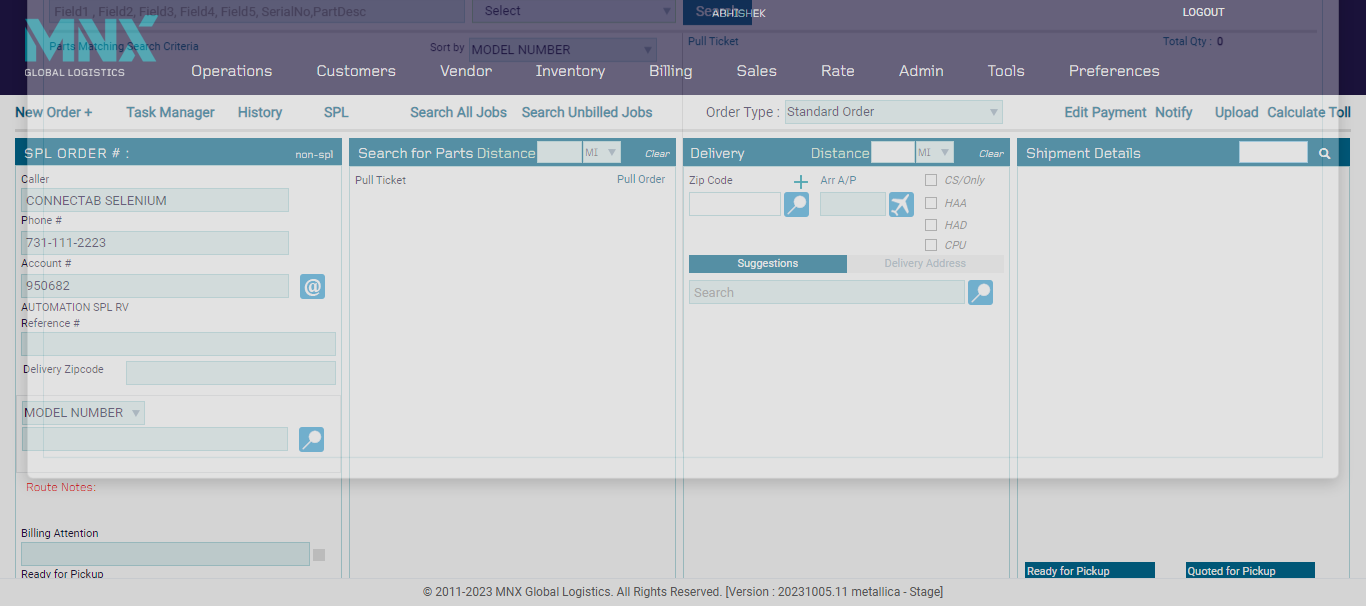 Field1 , Field2, Field3, Field4, Field5, SerialNo,PartDesc
Select
Search
ABHISHEK
LOGOUT
MNX
GLOBAL LOGISTICS
Parts Matching Search Criteria
Sort by
MODEL NUMBER
Pull Ticket
Total Qty : 0
Operations
Customers
Vendor
Inventory
Billing
Sales
Rate
Admin
Tools
Preferences
New Order +
Task Manager
History
SPL
Search All Jobs
Search Unbilled Jobs
Order Type :
Standard Order
Edit Payment
Notify
Upload
Calculate Toll
SPL ORDER # :
non-spl
Caller
CONNECTAB SELENIUM
Phone #
731-111-2223
Account #
950682
@
AUTOMATION SPL RV
Reference #
Delivery Zipcode
MODEL NUMBER
Route Notes:
Billing Attention
Ready for Pickup
Search for Parts
Distance
MI
Clear
Pull Ticket
Pull Order
Delivery
Distance
MI
Clear
Zip Code
Arr A/P
CS/Only
HAA
HAD
CPU
Suggestions
Delivery Address
Search
Shipment Details
Ready for Pickup
Quoted for Pickup
© 2011-2023 MNX Global Logistics. All Rights Reserved. [Version : 20231005.11 metallica - Stage]